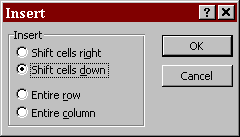 Insert
Insert
Shift cells right
Shift cells down
Entire row
Entire column
OK
Cancel